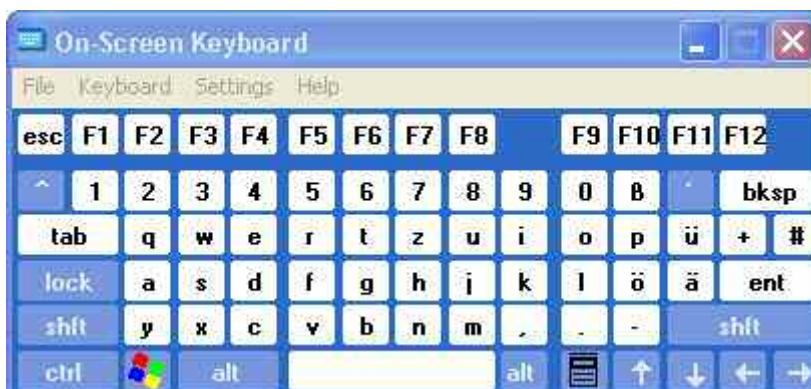 On-Screen Keyboard
File Keyboard Settings Help
esc F1 F2 F3 F4 F5 F6 F7 F8 F9 F10 F11 F12
^ 1 2 3 4 5 6 7 8 9 0 ß ´ bksp
tab q w e r t z u i o p ü + #
lock a s d f g h j k l ö ä ent
shft y x c v b n m , . - shft
ctrl alt alt ↑ ↓ ← →